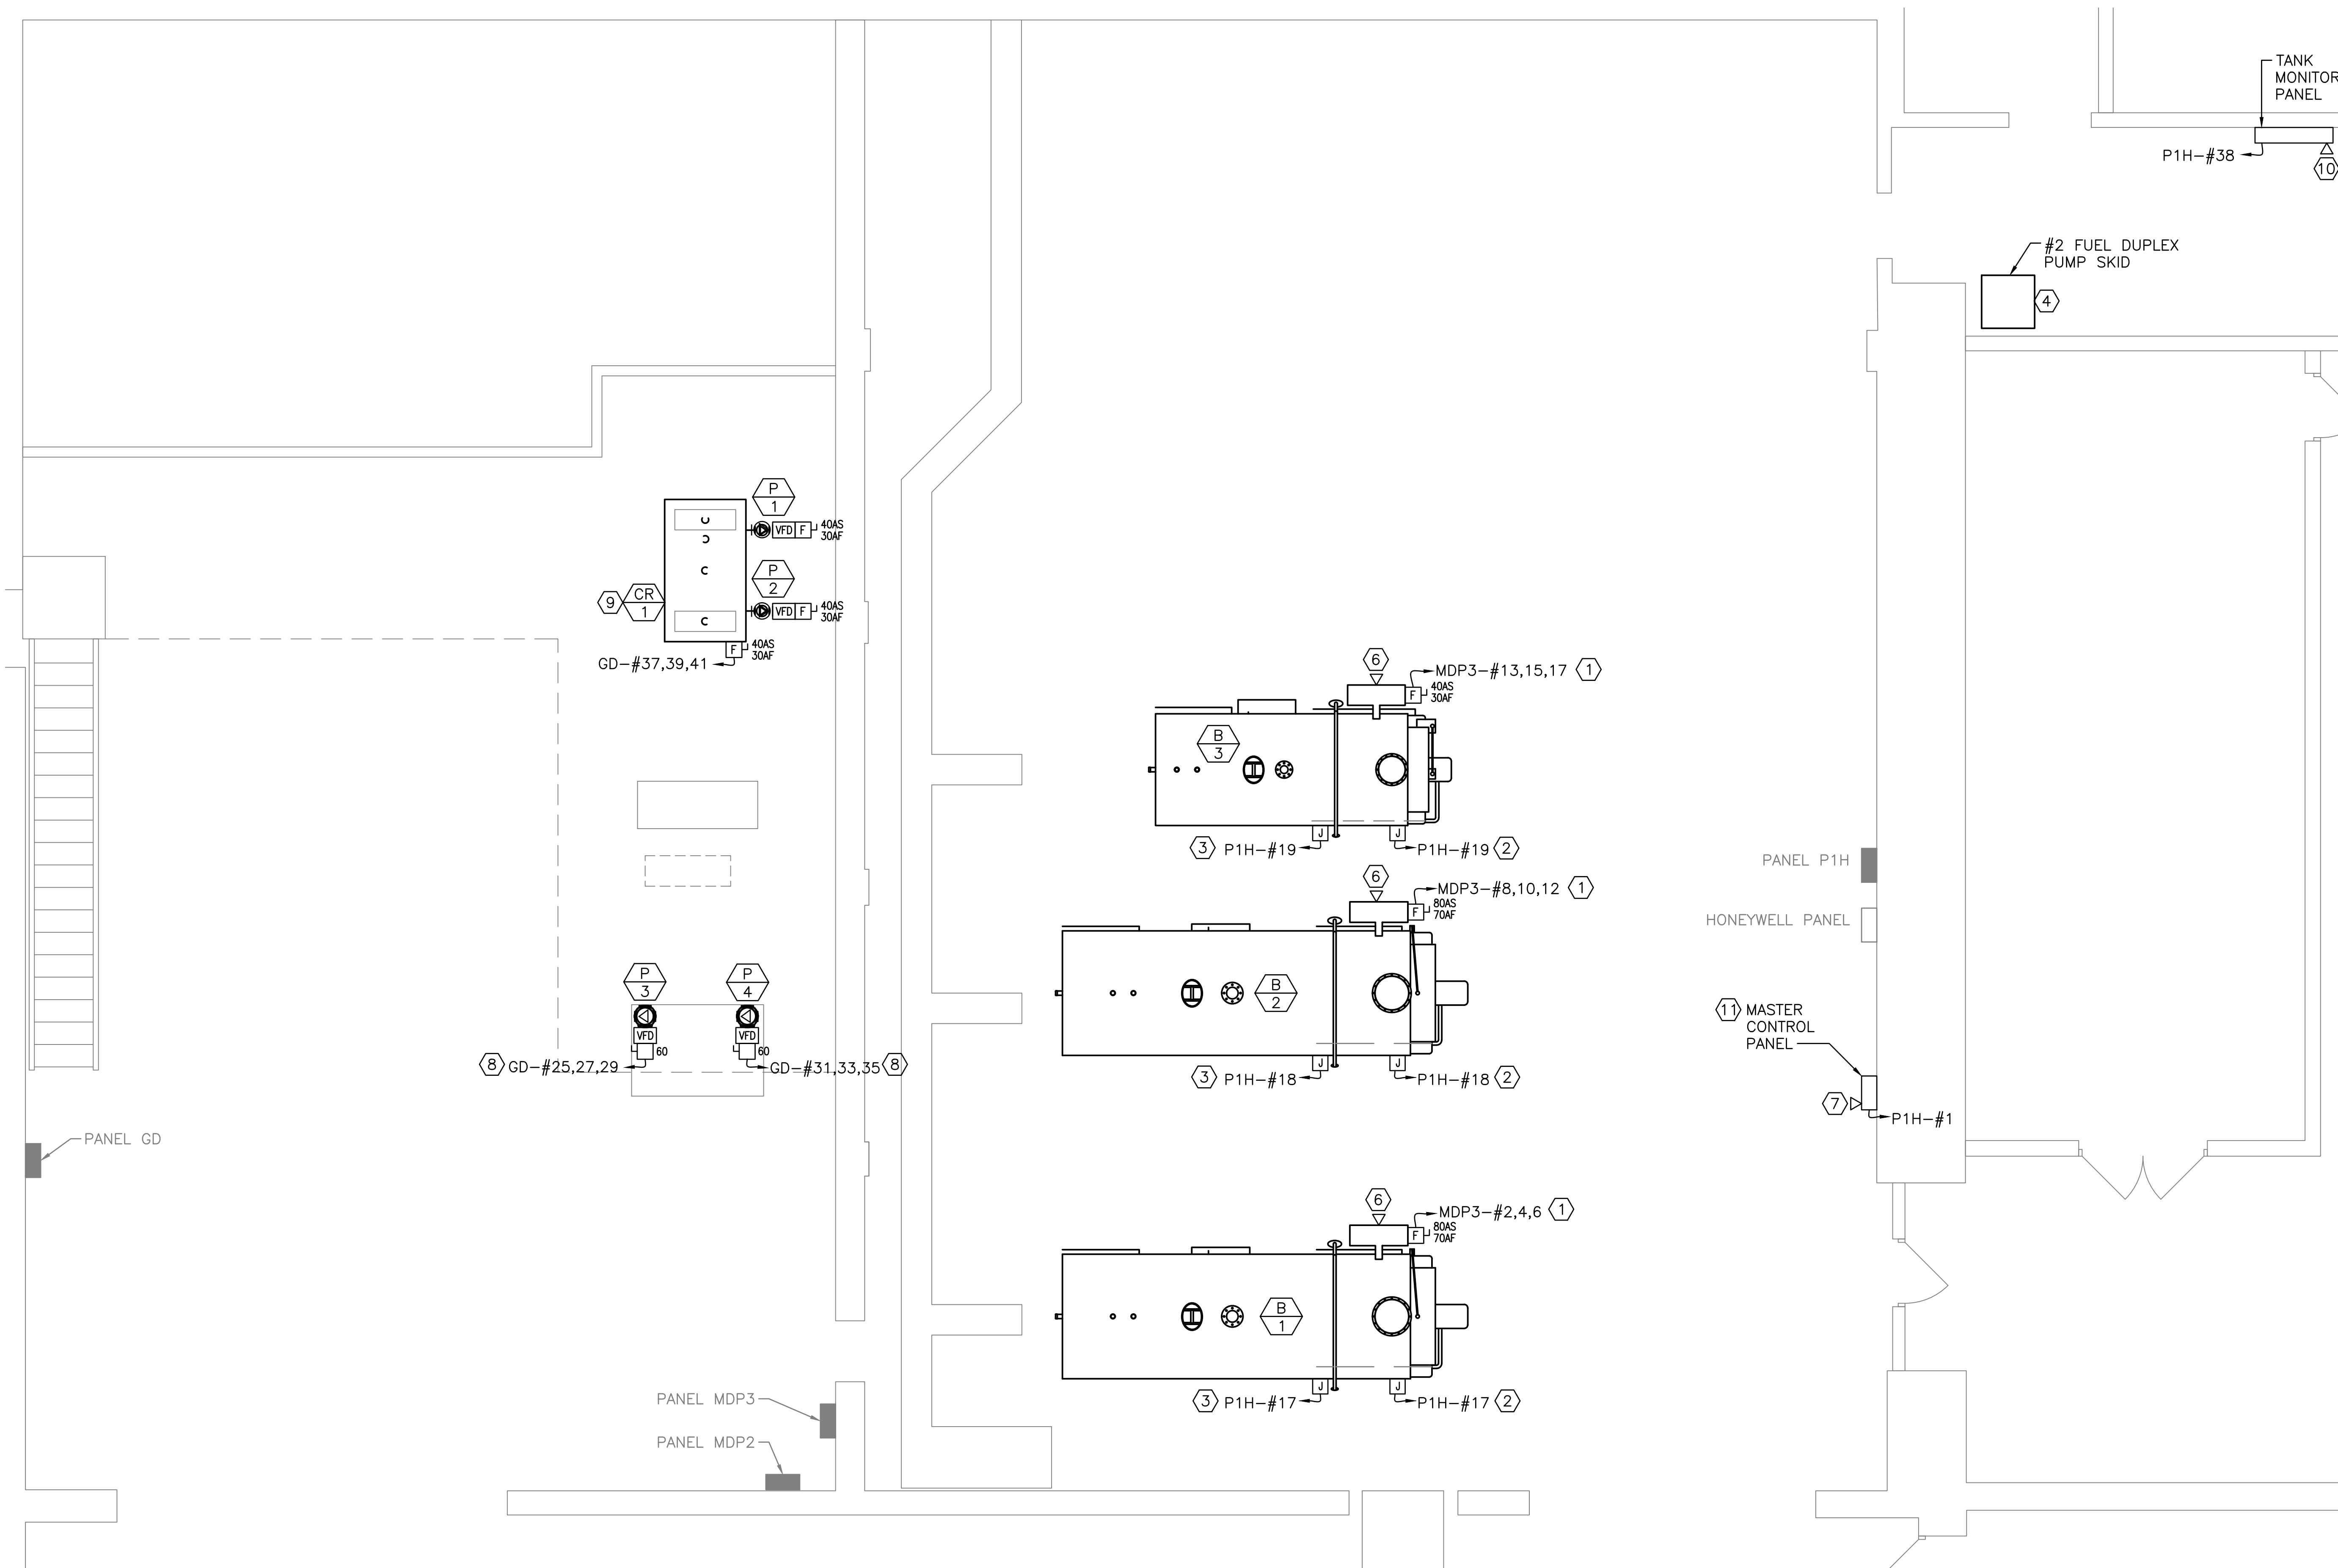 TANK
MONITOR
PANEL
P1H-#38
10
#2 FUEL DUPLEX
PUMP SKID
4
P
1
VFD F 40AS
30AF
P
2
VFD F 40AS
30AF
9 CR
1
F 40AS
30AF
GD-#37,39,41
6
MDP3-#13,15,17 1
F 40AS
30AF
B
3
J J
3 P1H-#19
P1H-#19 2
6
MDP3-#8,10,12 1
F 80AS
70AF
B
2
J J
3 P1H-#18
P1H-#18 2
PANEL P1H
HONEYWELL PANEL
11 MASTER
CONTROL
PANEL
7
P1H-#1
P
3
P
4
VFD
VFD
60
60
8 GD-#25,27,29
GD-#31,33,35 8
PANEL GD
6
MDP3-#2,4,6 1
F 80AS
70AF
B
1
J J
3 P1H-#17
P1H-#17 2
PANEL MDP3
PANEL MDP2